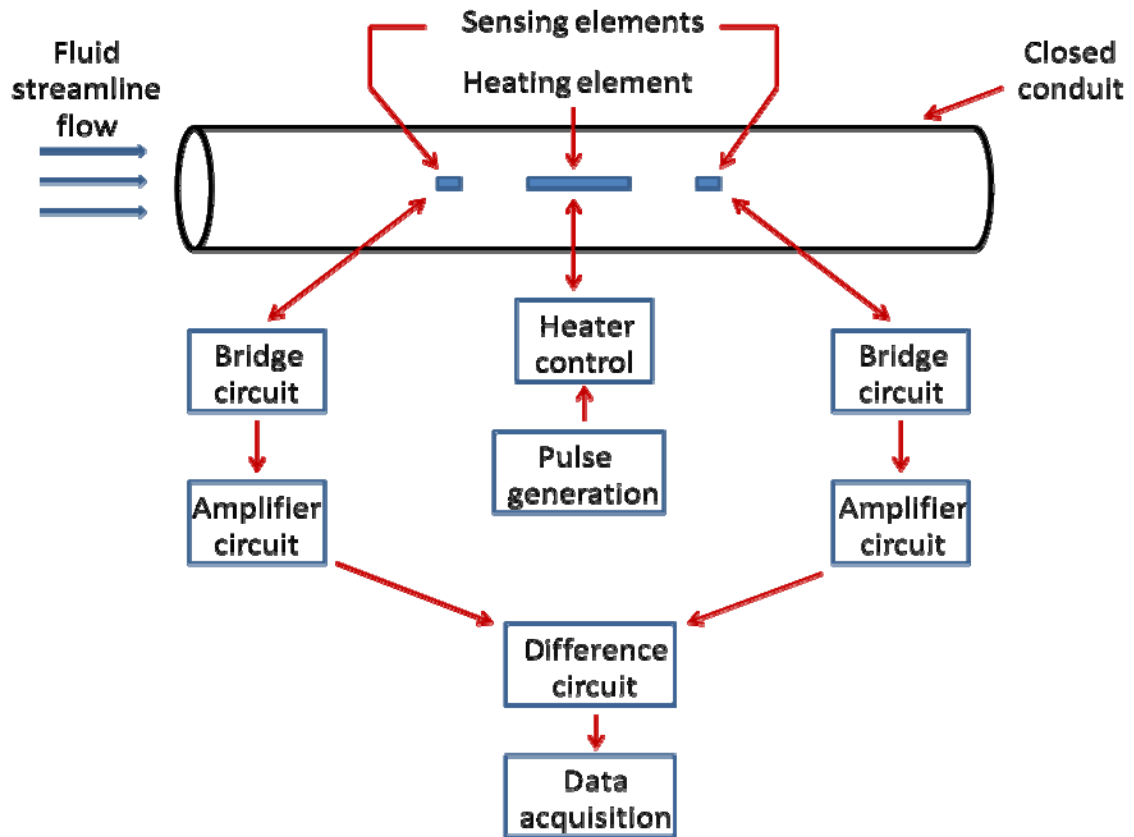 Sensing elements
Fluid
streamline
flow
Heating element
Closed
conduit
Bridge
circuit
Heater
control
Bridge
circuit
Pulse
generation
Amplifier
circuit
Amplifier
circuit
Difference
circuit
Data
acquisition